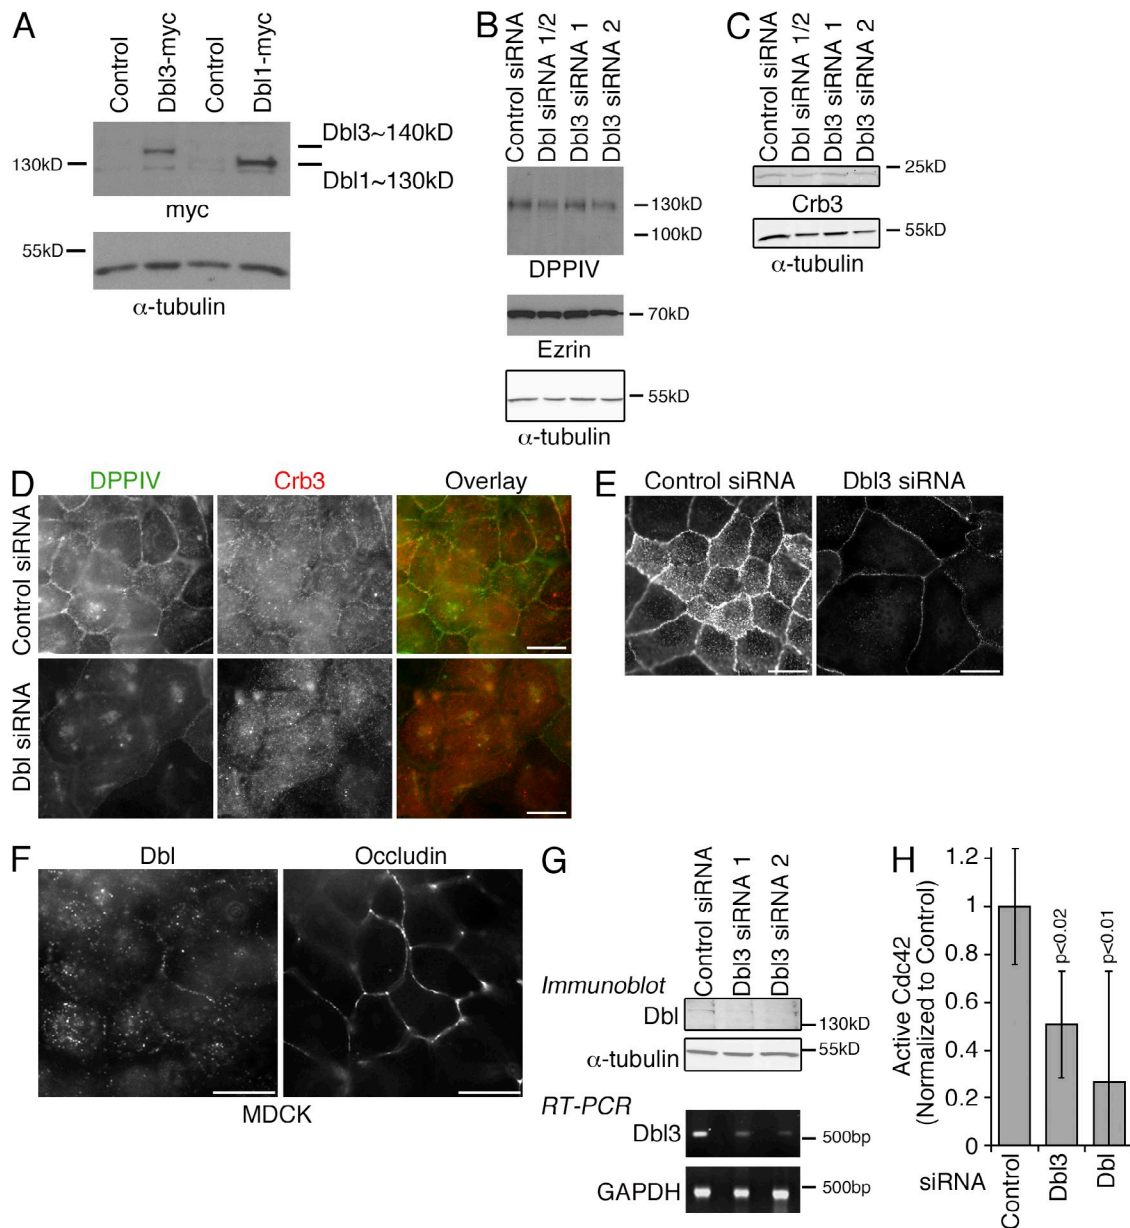 A
Control
Dbl3-myc
Control
Dbl1-myc
130kD
Dbl3~140kD
Dbl1~130kD
myc
55kD
α-tubulin
B
Control siRNA
Dbl siRNA 1/2
Dbl3 siRNA 1
Dbl3 siRNA 2
130kD
100kD
DPPIV
70kD
Ezrin
55kD
α-tubulin
C
Control siRNA
Dbl siRNA 1/2
Dbl3 siRNA 1
Dbl3 siRNA 2
25kD
Crb3
55kD
α-tubulin
D
DPPIV Crb3 Overlay
Control siRNA
Dbl siRNA
E
Control siRNA Dbl3 siRNA
F
Dbl Occludin
MDCK
G
Control siRNA
Dbl3 siRNA 1
Dbl3 siRNA 2
Immunoblot
Dbl
130kD
α-tubulin
55kD
RT-PCR
Dbl3
500bp
GAPDH
500bp
H
Active Cdc42
(Normalized to Control)
1.2
1
0.8
0.6
0.4
0.2
0
p<0.02
p<0.01
siRNA
Control
Dbl3
Dbl